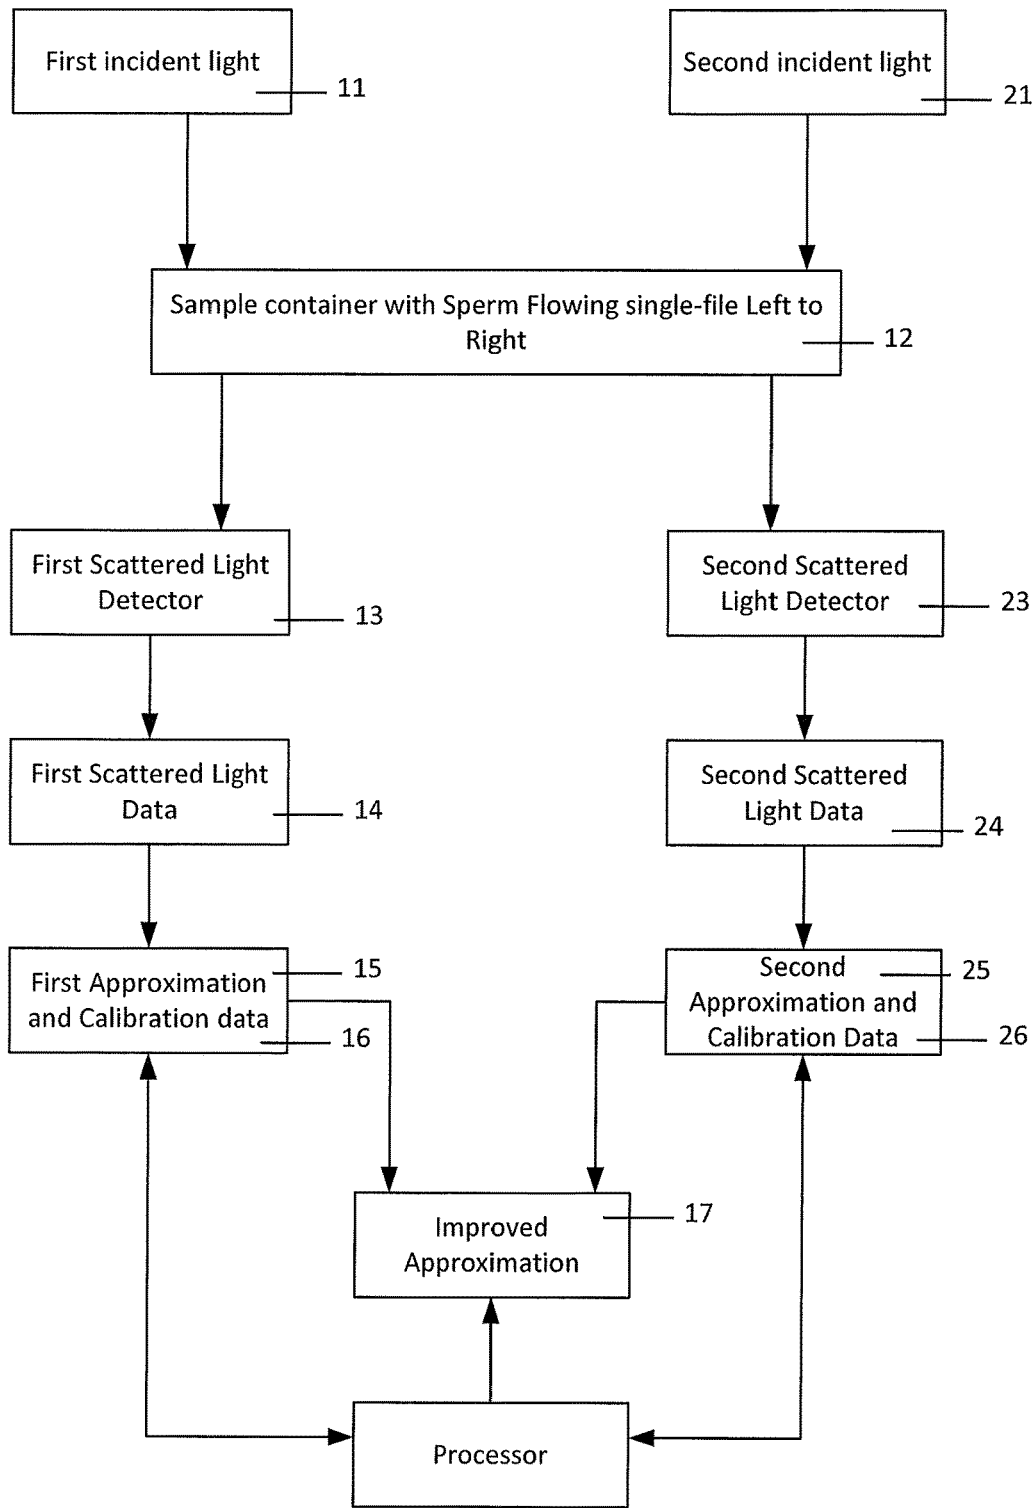 First incident light
11
Second incident light
21
Sample container with Sperm Flowing single-file Left to
Right
12
First Scattered Light
Detector
13
Second Scattered
Light Detector
23
First Scattered Light
Data
14
Second Scattered
Light Data
24
First Approximation
and Calibration data
15
16
Second
Approximation and
Calibration Data
25
26
Improved
Approximation
17
Processor